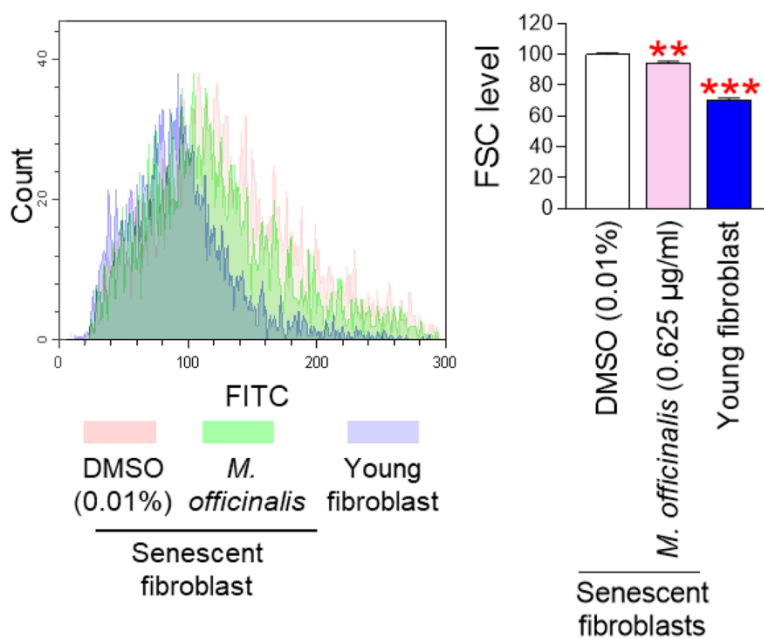 Count
40
20
0
0
100
200
300
FITC
DMSO
(0.01%)
M.
officinalis
Young
fibroblast
Senescent
fibroblast
FSC level
120
100
80
60
40
20
0
**
***
DMSO (0.01%)
M. officinalis (0.625 µg/ml)
Young fibroblast
Senescent
fibroblasts